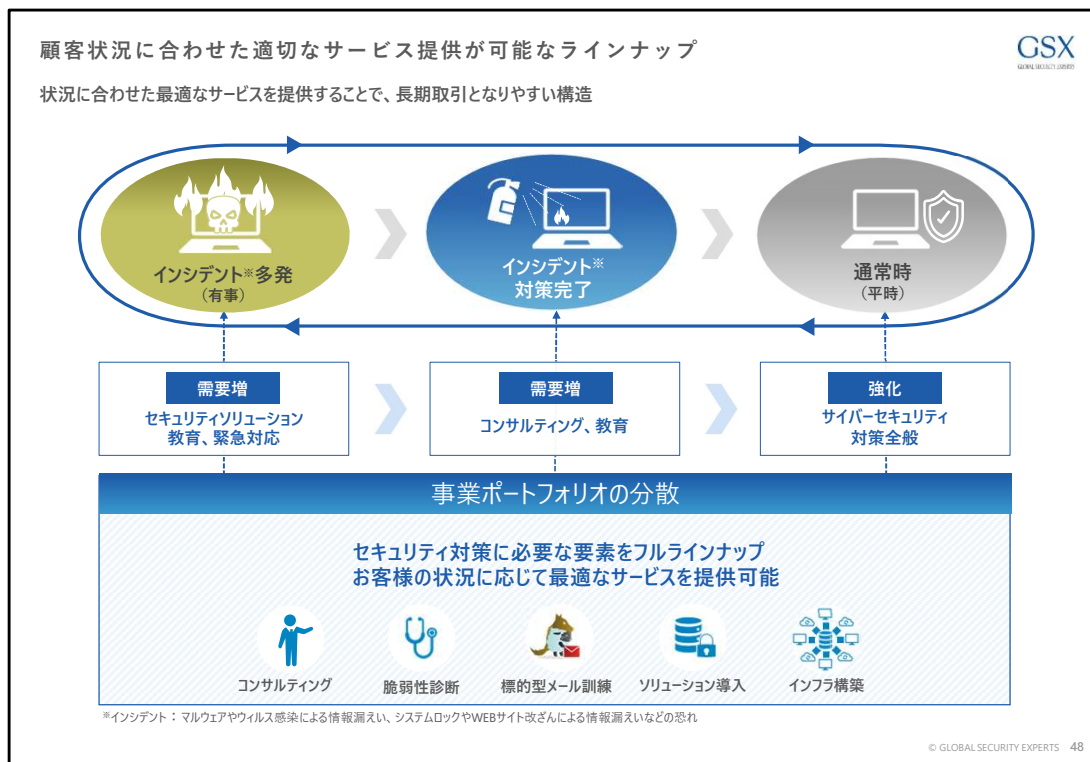 顧客状況に合わせた適切なサービス提供が可能なラインナップ
GSX
GLOBAL SECURITY EXPERTS
状況に合わせた最適なサービスを提供することで、長期取引となりやすい構造
インシデント※多発
（有事）
インシデント※
対策完了
通常時
（平時）
需要増
セキュリティソリューション
教育、緊急対応
需要増
コンサルティング、教育
強化
サイバーセキュリティ
対策全般
事業ポートフォリオの分散
セキュリティ対策に必要な要素をフルラインナップ
お客様の状況に応じて最適なサービスを提供可能
コンサルティング
脆弱性診断
標的型メール訓練
ソリューション導入
インフラ構築
※インシデント：マルウェアやウィルス感染による情報漏えい、システムロックやWEBサイト改ざんによる情報漏えいなどの恐れ
© GLOBAL SECURITY EXPERTS 48